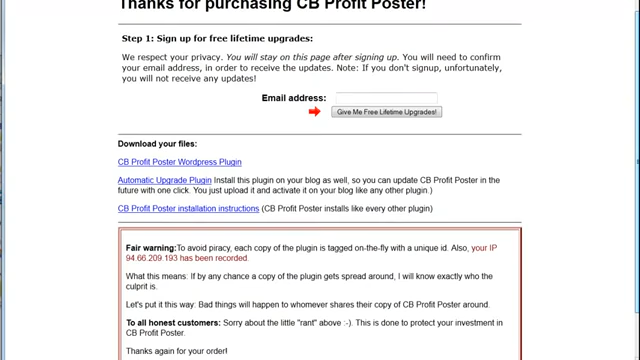 Thanks for purchasing CB Profit Poster!
Step 1: Sign up for free lifetime upgrades:
We respect your privacy. You will stay on this page after signing up. You will need to confirm
your email address, in order to receive the updates. Note: If you don't signup, unfortunately,
you will not receive any updates!
Email address:
Give Me Free Lifetime Upgrades!
Download your files:
CB Profit Poster Wordpress Plugin
Automatic Upgrade Plugin Install this plugin on your blog as well, so you can update CB Profit Poster in the
future with one click. You just upload it and activate it on your blog like any other plugin.)
CB Profit Poster installation instructions (CB Profit Poster installs like every other plugin)
Fair warning:To avoid piracy, each copy of the plugin is tagged on-the-fly with a unique id. Also, your IP
94.66.209.193 has been recorded.
What this means: If by any chance a copy of the plugin gets spread around, I will know exactly who the
culprit is.
Let's put it this way: Bad things will happen to whomever shares their copy of CB Profit Poster around.
To all honest customers: Sorry about the little "rant" above :-). This is done to protect your investment in
CB Profit Poster.
Thanks again for your order!